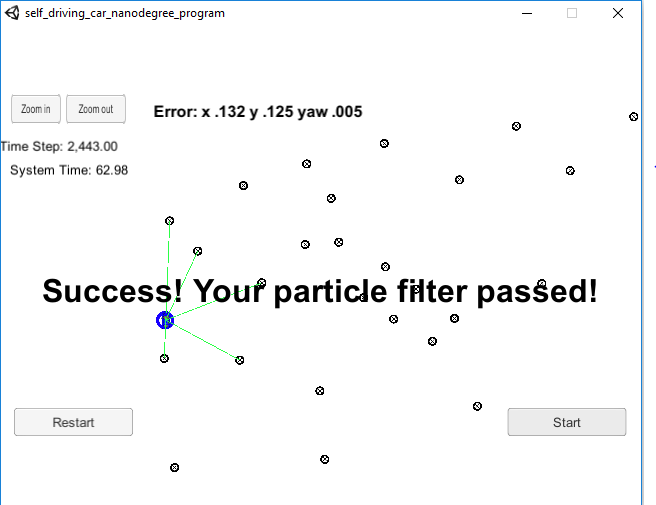 self_driving_car_nanodegree_program
Zoom in
Zoom out
Error: x .132 y .125 yaw .005
Time Step: 2,443.00
System Time: 62.98
Success! Your particle filter passed!
Restart
Start